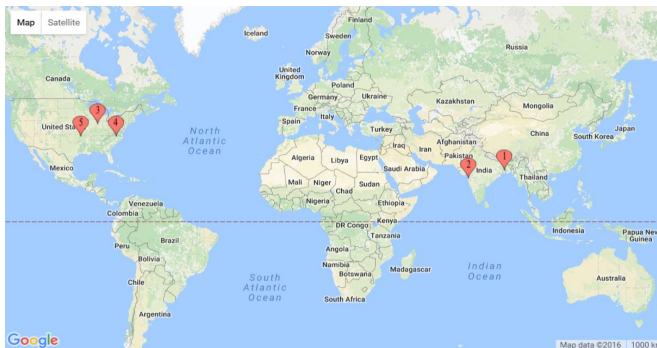 Map Satellite
Iceland
Finland
Sweden
Norway
Russia
Canada
United
Kingdom
Poland
Germany
Ukraine
Kazakhstan
Mongolia
France
Italy
Spain
Turkey
3
5
4
United Sta
North
Atlantic
Ocean
China
South Korea
Japan
Afghanistan
Iraq
Iran
Pakistan
Algeria
Libya
Egypt
Saudi Arabia
2
1
India
Thailand
Mexico
Mali
Niger
Chad
Sudan
Nigeria
Ethiopia
Venezuela
Colombia
Kenya
DR Congo
Tanzania
Indonesia
Papua New
Guinea
Peru
Brazil
Bolivia
Angola
Namibia
Botswana
Madagascar
Indian
Ocean
South
Atlantic
Ocean
Australia
Chile
South Africa
Argentina
Google
Map data ©2016
1000 km